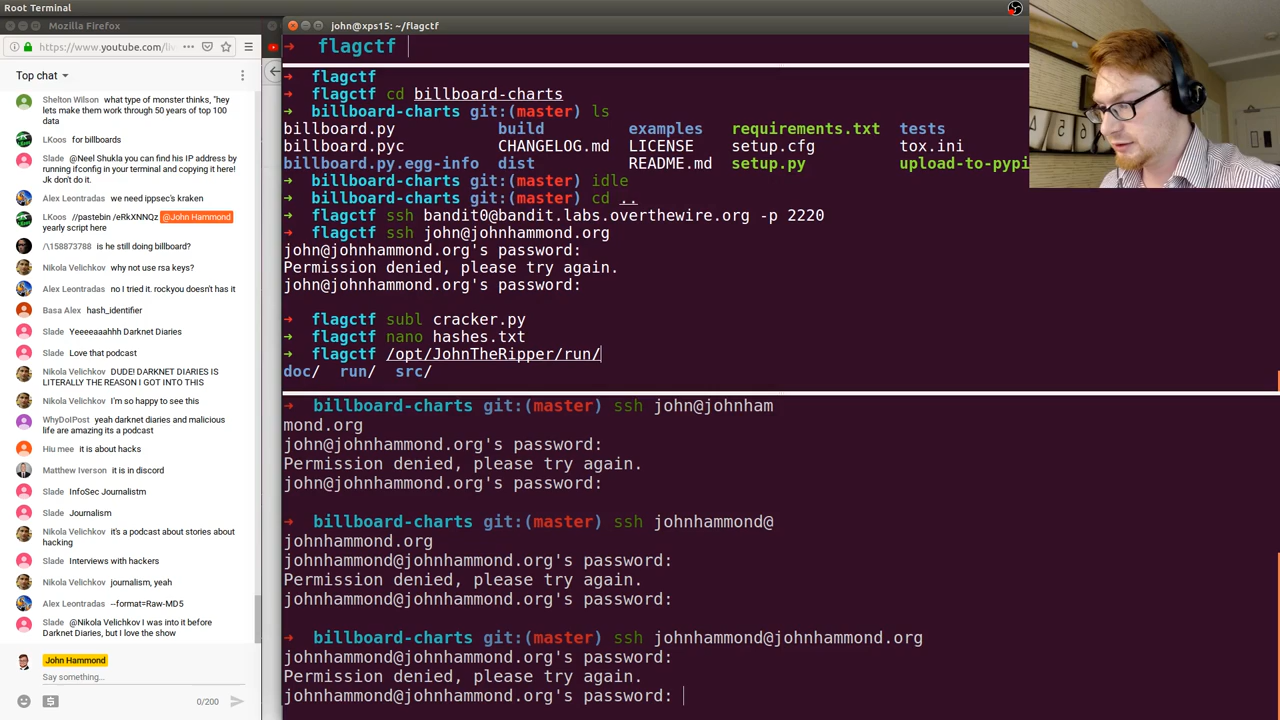 Root Terminal
Mozilla Firefox
https://www.youtube.com/liv
Top chat
Shelton Wilson what type of monster thinks, "hey
lets make them work through 50 years of top 100
data
LKoos for billboards
Slade @Neel Shukla you can find his IP address by
running ifconfig in your terminal and copying it here!
Jk don't do it.
Alex Leontradas we need ippsec's kraken
LKoos //pastebin /eRkXNNQz @John Hammond
yearly script here
/\158873788 is he still doing billboard?
Nikola Velichkov why not use rsa keys?
Alex Leontradas no I tried it. rockyou doesn't has it
Basa Alex hash_identifier
Slade Yeeeeaaahhh Darknet Diaries
Slade Love that podcast
Nikola Velichkov DUDE! DARKNET DIARIES IS
LITERALLY THE REASON I GOT INTO THIS
Nikola Velichkov I'm so happy to see this
WhyDoIPost yeah darknet diaries and malicious
life are amazing its a podcast
Hiu mee it is about hacks
Matthew Iverson it is in discord
Slade InfoSec Journalistm
Slade Journalism
Nikola Velichkov it's a podcast about stories about
hacking
Slade Interviews with hackers
Nikola Velichkov journalism, yeah
Alex Leontradas --format=Raw-MD5
Slade @Nikola Velichkov I was into it before
Darknet Diaries, but I love the show
John Hammond
Say something...
0/200
john@xps15: ~/flagctf
➜ flagctf
➜ flagctf
➜ flagctf cd billboard-charts
➜ billboard-charts git:(master) ls
billboard.py build examples requirements.txt tests
billboard.pyc CHANGELOG.md LICENSE setup.cfg tox.ini
billboard.py.egg-info dist README.md setup.py upload-to-pypi
➜ billboard-charts git:(master) idle
➜ billboard-charts git:(master) cd ..
➜ flagctf ssh bandit0@bandit.labs.overthewire.org -p 2220
➜ flagctf ssh john@johnhammond.org
john@johnhammond.org's password:
Permission denied, please try again.
john@johnhammond.org's password:
➜ flagctf subl cracker.py
➜ flagctf nano hashes.txt
➜ flagctf /opt/JohnTheRipper/run/
doc/ run/ src/
➜ billboard-charts git:(master) ssh john@johnham
mond.org
john@johnhammond.org's password:
Permission denied, please try again.
john@johnhammond.org's password:
➜ billboard-charts git:(master) ssh johnhammond@
johnhammond.org
johnhammond@johnhammond.org's password:
Permission denied, please try again.
johnhammond@johnhammond.org's password:
➜ billboard-charts git:(master) ssh johnhammond@johnhammond.org
johnhammond@johnhammond.org's password:
Permission denied, please try again.
johnhammond@johnhammond.org's password: